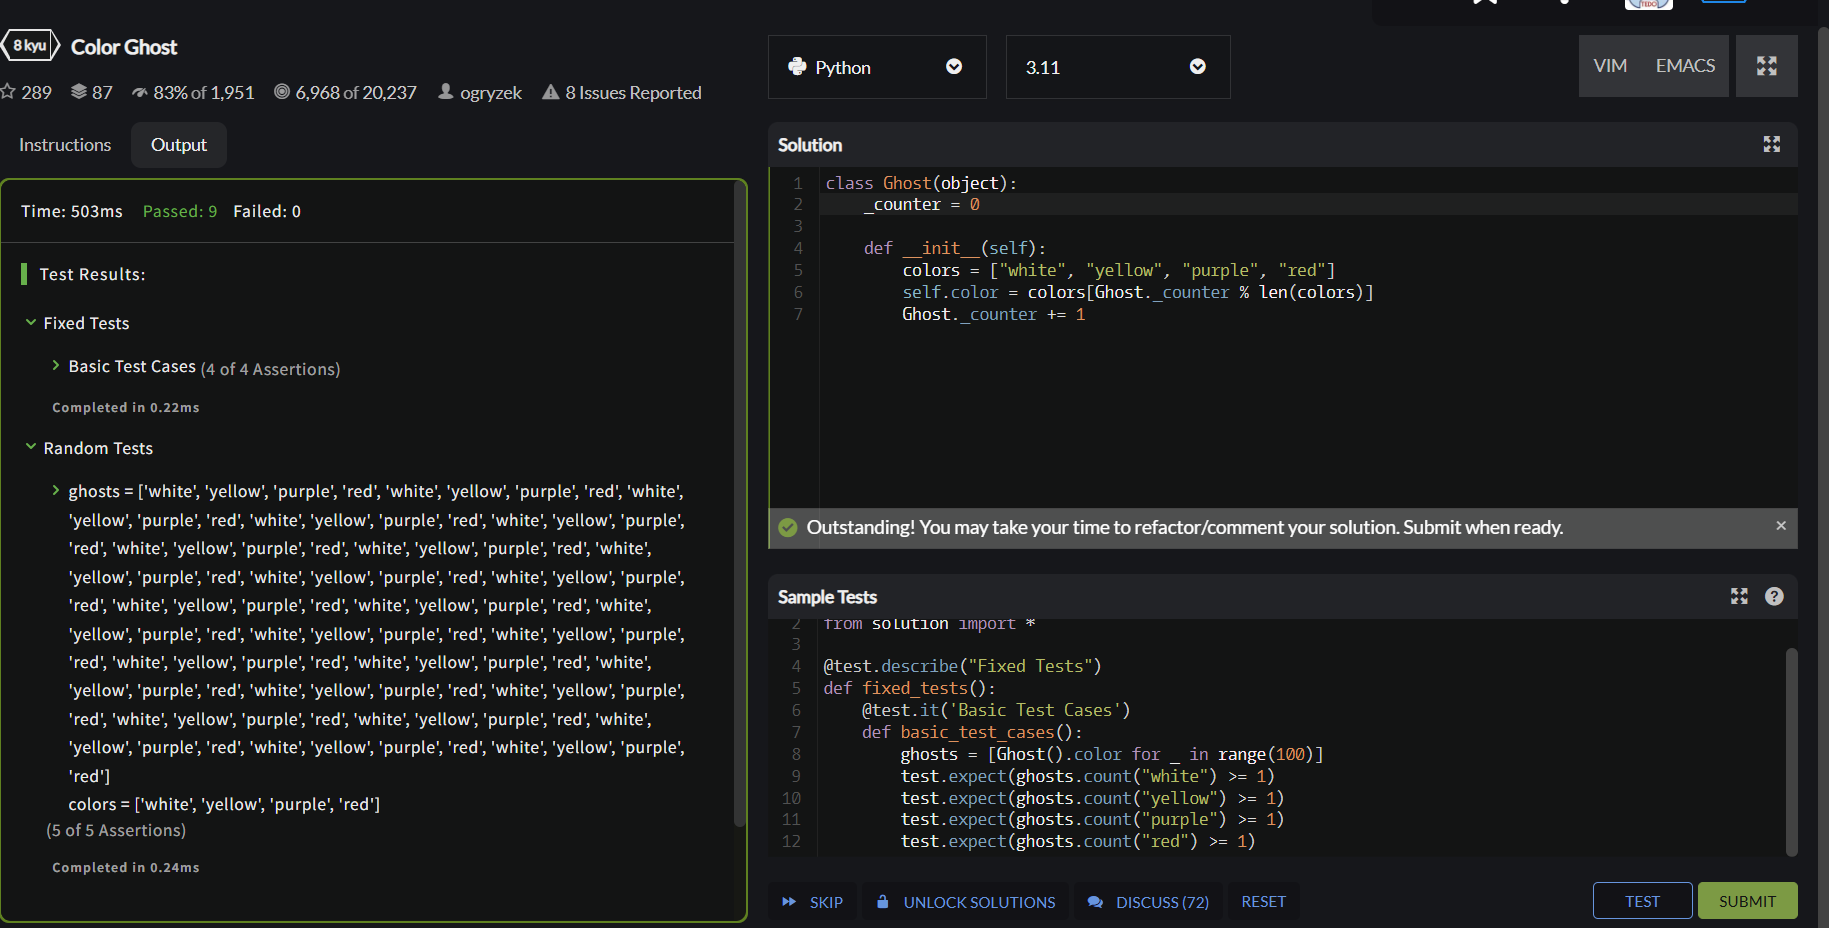 8 kyu
Color Ghost
289 87 83% of 1,951 6,968 of 20,237 ogryzek 8 Issues Reported
Instructions Output
Time: 503ms Passed: 9 Failed: 0
Test Results:
Fixed Tests
Basic Test Cases (4 of 4 Assertions)
Completed in 0.22ms
Random Tests
ghosts = ['white', 'yellow', 'purple', 'red', 'white', 'yellow', 'purple', 'red', 'white',
'yellow', 'purple', 'red', 'white', 'yellow', 'purple', 'red', 'white', 'yellow', 'purple',
'red', 'white', 'yellow', 'purple', 'red', 'white', 'yellow', 'purple', 'red', 'white',
'yellow', 'purple', 'red', 'white', 'yellow', 'purple', 'red', 'white', 'yellow', 'purple',
'red', 'white', 'yellow', 'purple', 'red', 'white', 'yellow', 'purple', 'red', 'white',
'yellow', 'purple', 'red', 'white', 'yellow', 'purple', 'red', 'white', 'yellow', 'purple',
'red', 'white', 'yellow', 'purple', 'red', 'white', 'yellow', 'purple', 'red', 'white',
'yellow', 'purple', 'red', 'white', 'yellow', 'purple', 'red', 'white', 'yellow', 'purple',
'red', 'white', 'yellow', 'purple', 'red', 'white', 'yellow', 'purple', 'red', 'white',
'yellow', 'purple', 'red', 'white', 'yellow', 'purple', 'red', 'white', 'yellow', 'purple',
'red']
colors = ['white', 'yellow', 'purple', 'red']
(5 of 5 Assertions)
Completed in 0.24ms
Python 3.11 VIM EMACS
Solution
1 class Ghost(object):
2     _counter = 0
3
4     def __init__(self):
5         colors = ["white", "yellow", "purple", "red"]
6         self.color = colors[Ghost._counter % len(colors)]
7         Ghost._counter += 1
Outstanding! You may take your time to refactor/comment your solution. Submit when ready. ×
Sample Tests
2 from solution import *
3
4 @test.describe("Fixed Tests")
5 def fixed_tests():
6     @test.it('Basic Test Cases')
7     def basic_test_cases():
8         ghosts = [Ghost().color for _ in range(100)]
9         test.expect(ghosts.count("white") >= 1)
10         test.expect(ghosts.count("yellow") >= 1)
11         test.expect(ghosts.count("purple") >= 1)
12         test.expect(ghosts.count("red") >= 1)
SKIP UNLOCK SOLUTIONS DISCUSS (72) RESET TEST SUBMIT